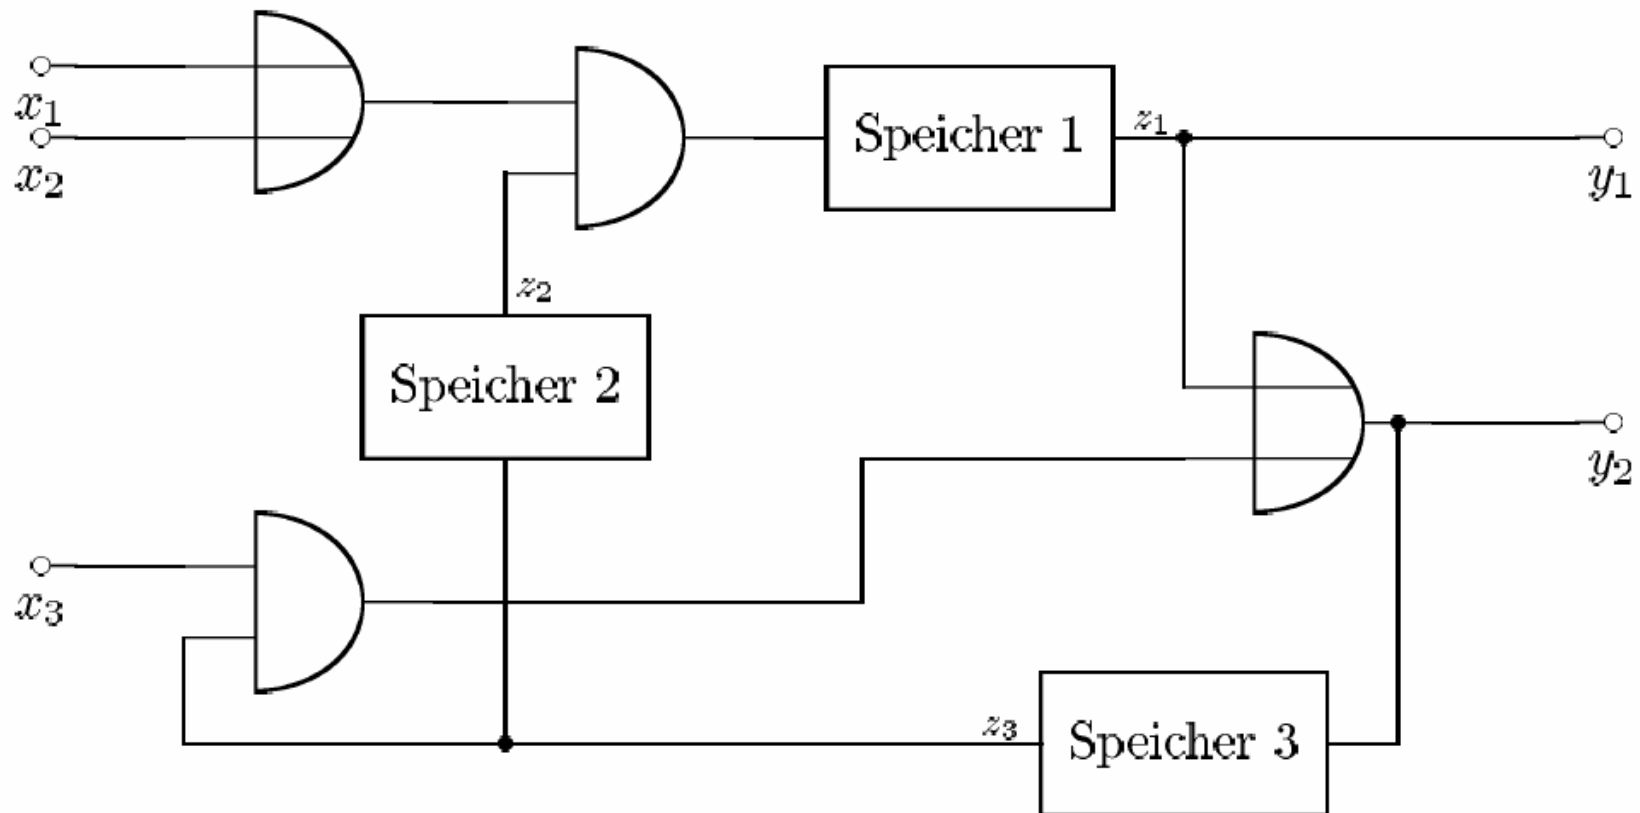 x₁
x₂
Speicher 1
z₁
y₁
z₂
Speicher 2
y₂
x₃
z₃
Speicher 3